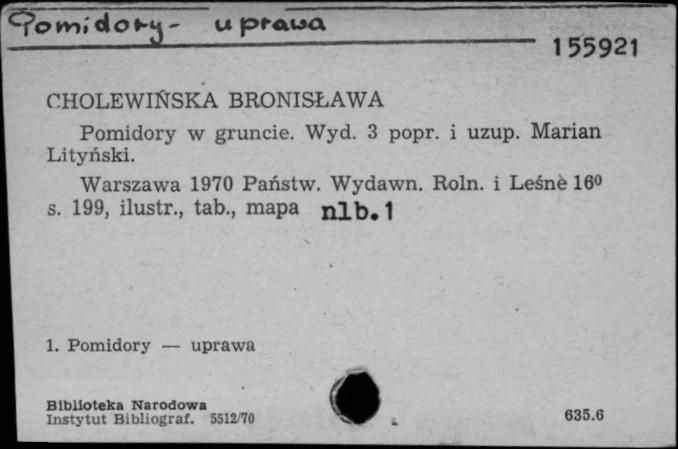 Pomidory- uprawa
155921
CHOLEWIŃSKA BRONISŁAWA
Pomidory w gruncie. Wyd. 3 popr. i uzup. Marian
Lityński.
Warszawa 1970 Państw. Wydawn. Roln. i Leśnè 16º
s. 199, ilustr., tab., mapa nlb.1
1. Pomidory — uprawa
Biblioteka Narodowa
Instytut Bibliograf. 5512/70
635.6